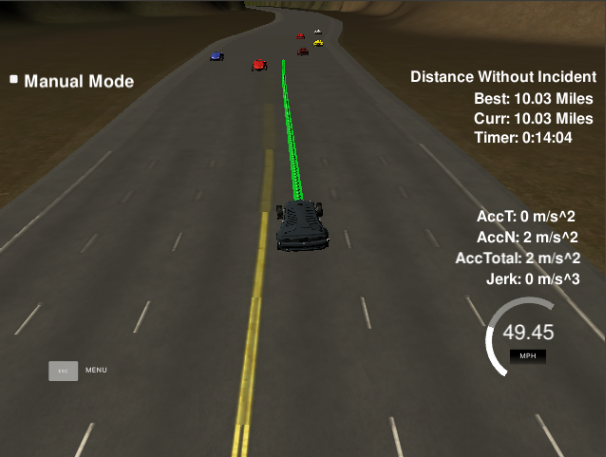 Manual Mode
Distance Without Incident
Best: 10.03 Miles
Curr: 10.03 Miles
Timer: 0:14:04
AccT: 0 m/s^2
AccN: 2 m/s^2
AccTotal: 2 m/s^2
Jerk: 0 m/s^3
49.45
MPH
MENU